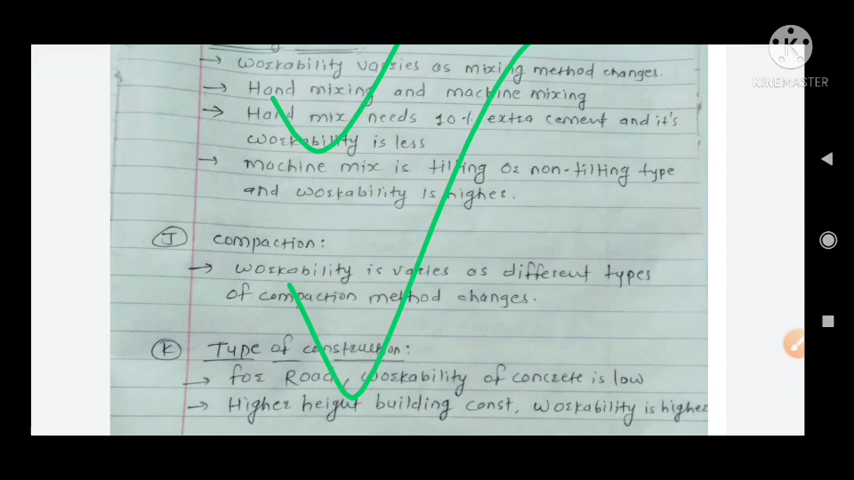 KINEMASTER
→ Workability varsies as mixing method changes.
→ Hand mixing and machine mixing
→ Hand mix needs 10% extra cement and it's
workability is less
→ machine mix is tilting or non-tilting type
and workability is higher.
(J) compaction:
→ workability is varies as different types
of compaction method changes.
(K) Type of construction:
→ for Road, workability of concrete is low
→ Higher height building const, workability is higher